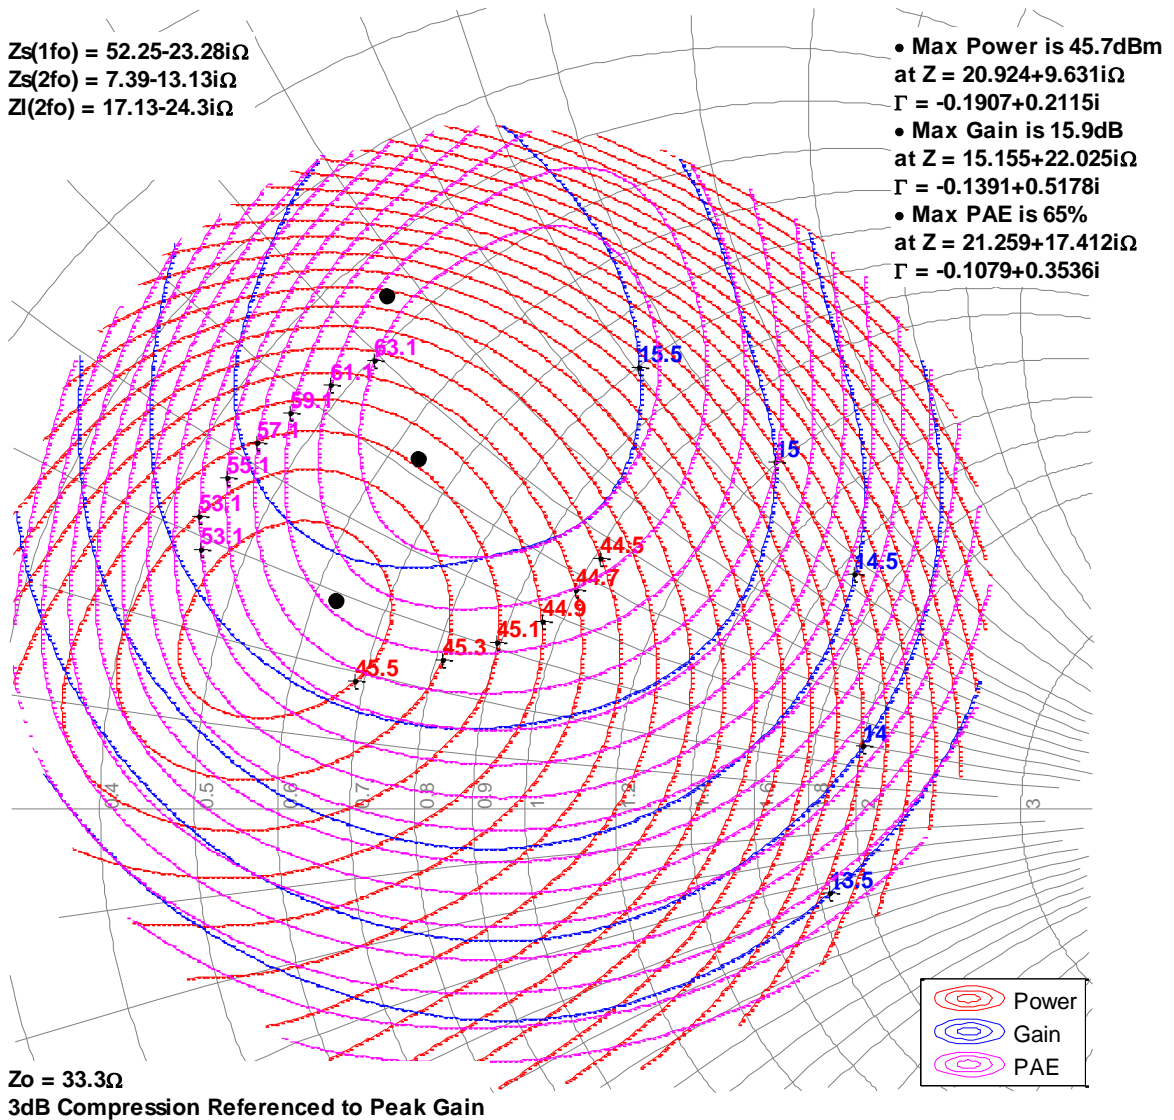 Zs(1fo) = 52.25-23.28iΩ
Zs(2fo) = 7.39-13.13iΩ
Zl(2fo) = 17.13-24.3iΩ
• Max Power is 45.7dBm
at Z = 20.924+9.631iΩ
Γ = -0.1907+0.2115i
• Max Gain is 15.9dB
at Z = 15.155+22.025iΩ
Γ = -0.1391+0.5178i
• Max PAE is 65%
at Z = 21.259+17.412iΩ
Γ = -0.1079+0.3536i
63.1
61.1
59.1
57.1
55.1
53.1
53.1
15.5
15
14.5
14
13.5
44.5
44.7
44.9
45.1
45.3
45.5
0.4
0.5
0.6
0.7
0.8
0.9
1
1.2
1.6
2
3
Power
Gain
PAE
Zo = 33.3Ω
3dB Compression Referenced to Peak Gain